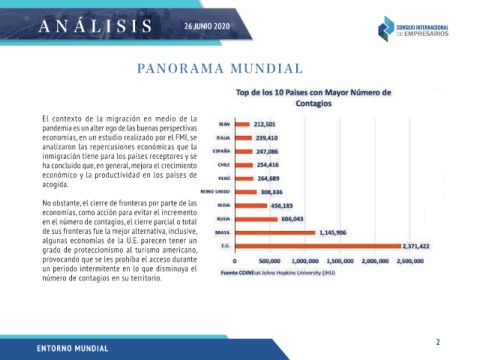 ANÁLISIS
26 JUNIO 2020
CONSEJO INTERNACIONAL
DE EMPRESARIOS
PANORAMA MUNDIAL
El contexto de la migración en medio de la
pandemia es un alter ego de las buenas perspectivas
economías, en un estudio realizado por el FMI, se
analizaron las repercusiones económicas que la
inmigración tiene para los países receptores y se
ha concluido que, en general, mejora el crecimiento
económico y la productividad en los países de
acogida.
No obstante, el cierre de fronteras por parte de las
economías, como acción para evitar el incremento
en el número de contagios, el cierre parcial o total
de sus fronteras fue la mejor alternativa, inclusive,
algunas economías de la U.E. parecen tener un
grado de proteccionismo al turismo americano,
provocando que se les prohíba el acceso durante
un periodo intermitente en lo que disminuya el
número de contagios en su territorio.
Top de los 10 Países con Mayor Número de
Contagios
IRÁN 212,501
ITALIA 239,410
ESPAÑA 247,086
CHILE 254,416
PERÚ 264,689
REINO UNIDO 308,336
INDIA 456,183
RUSIA 606,043
BRASIL 1,145,906
E.U. 2,371,422
0 500,000 1,000,000 1,500,000 2,000,000 2,500,000
Fuente COINE\at Johns Hopkins University (JHU)
ENTORNO MUNDIAL
2